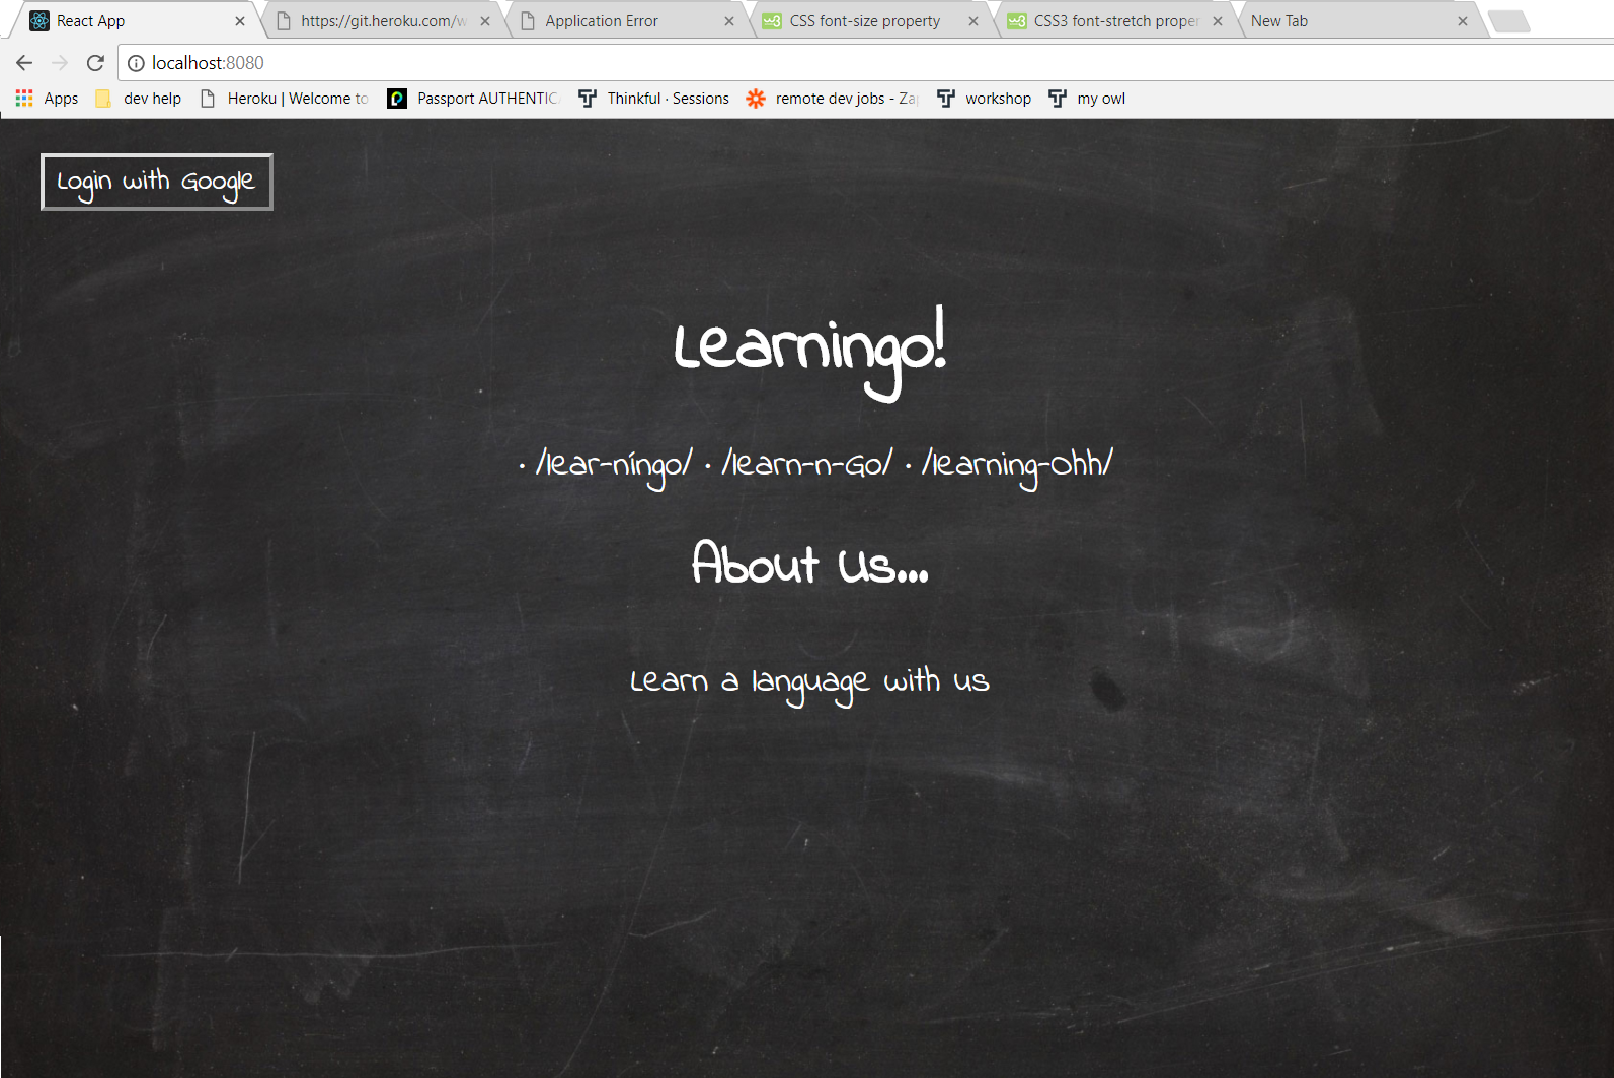 React App
https://git.heroku.com/w
Application Error
CSS font-size property
CSS3 font-stretch proper
New Tab
localhost:8080
Apps
dev help
Heroku | Welcome to
Passport AUTHENTIC
Thinkful · Sessions
remote dev jobs - Zap
workshop
my owl
Login with Google
Learningo!
· /lear-níngo/ · /learn-n-Go/ · /learning-Ohh/
About Us...
Learn a language with us